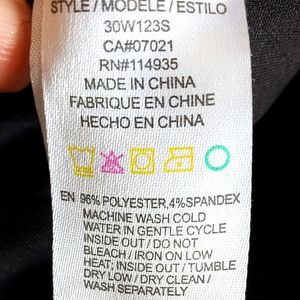 STYLE / MODÈLE / ESTILO
30W123S
CA#07021
RN#114935
MADE IN CHINA
FABRIQUE EN CHINE
HECHO EN CHINA
EN 96% POLYESTER,4%SPANDEX
MACHINE WASH COLD
WATER IN GENTLE CYCLE
INSIDE OUT / DO NOT
BLEACH / IRON ON LOW
HEAT; INSIDE OUT / TUMBLE
DRY LOW / DRY CLEAN /
WASH SEPARATELY